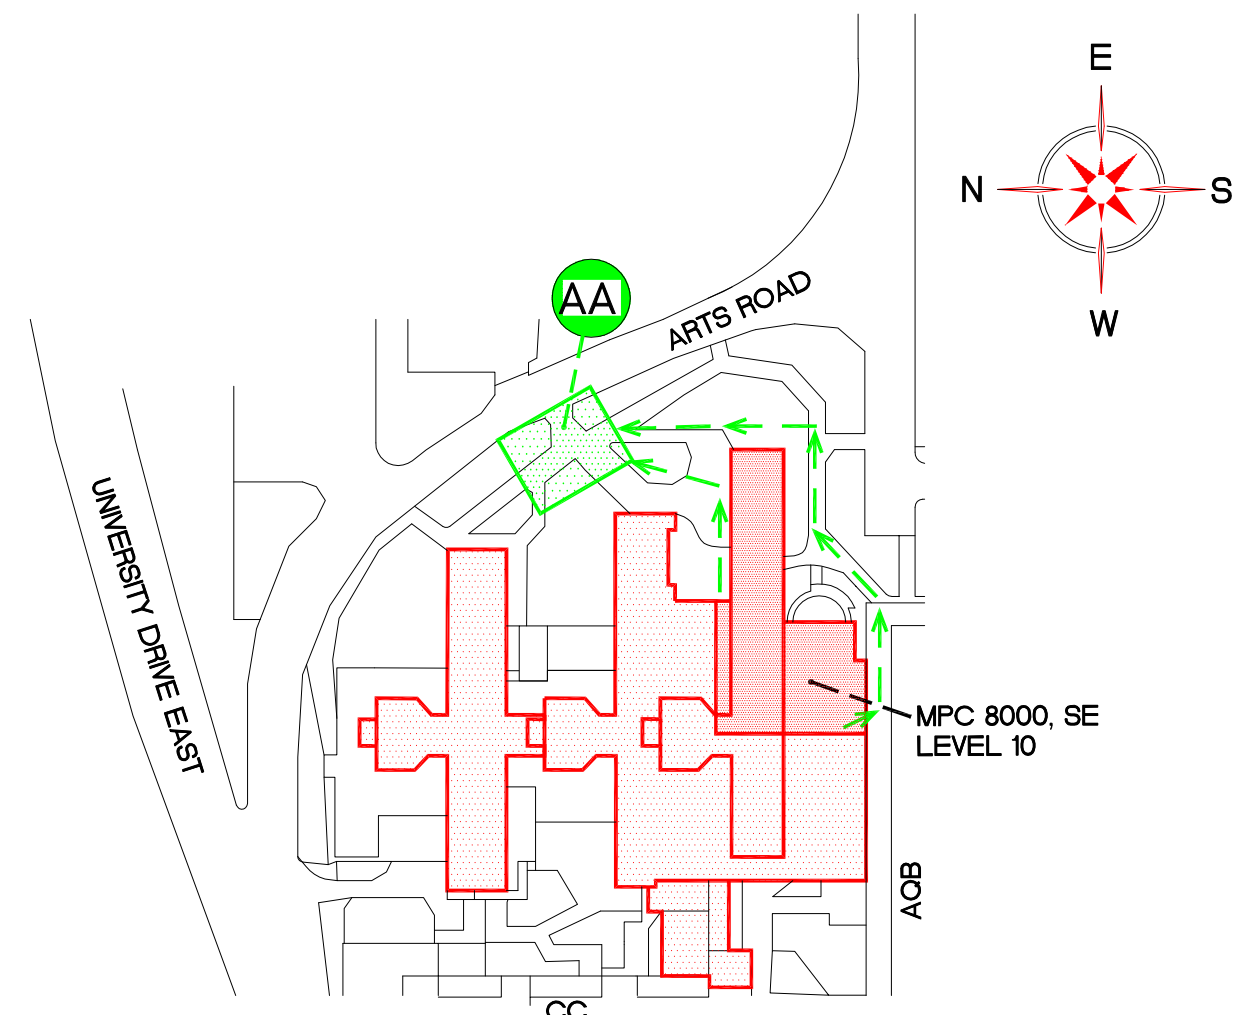 E
N
S
W
AA
ARTS ROAD
UNIVERSITY DRIVE EAST
MPC 8000, SE
LEVEL 10
AQB
CC